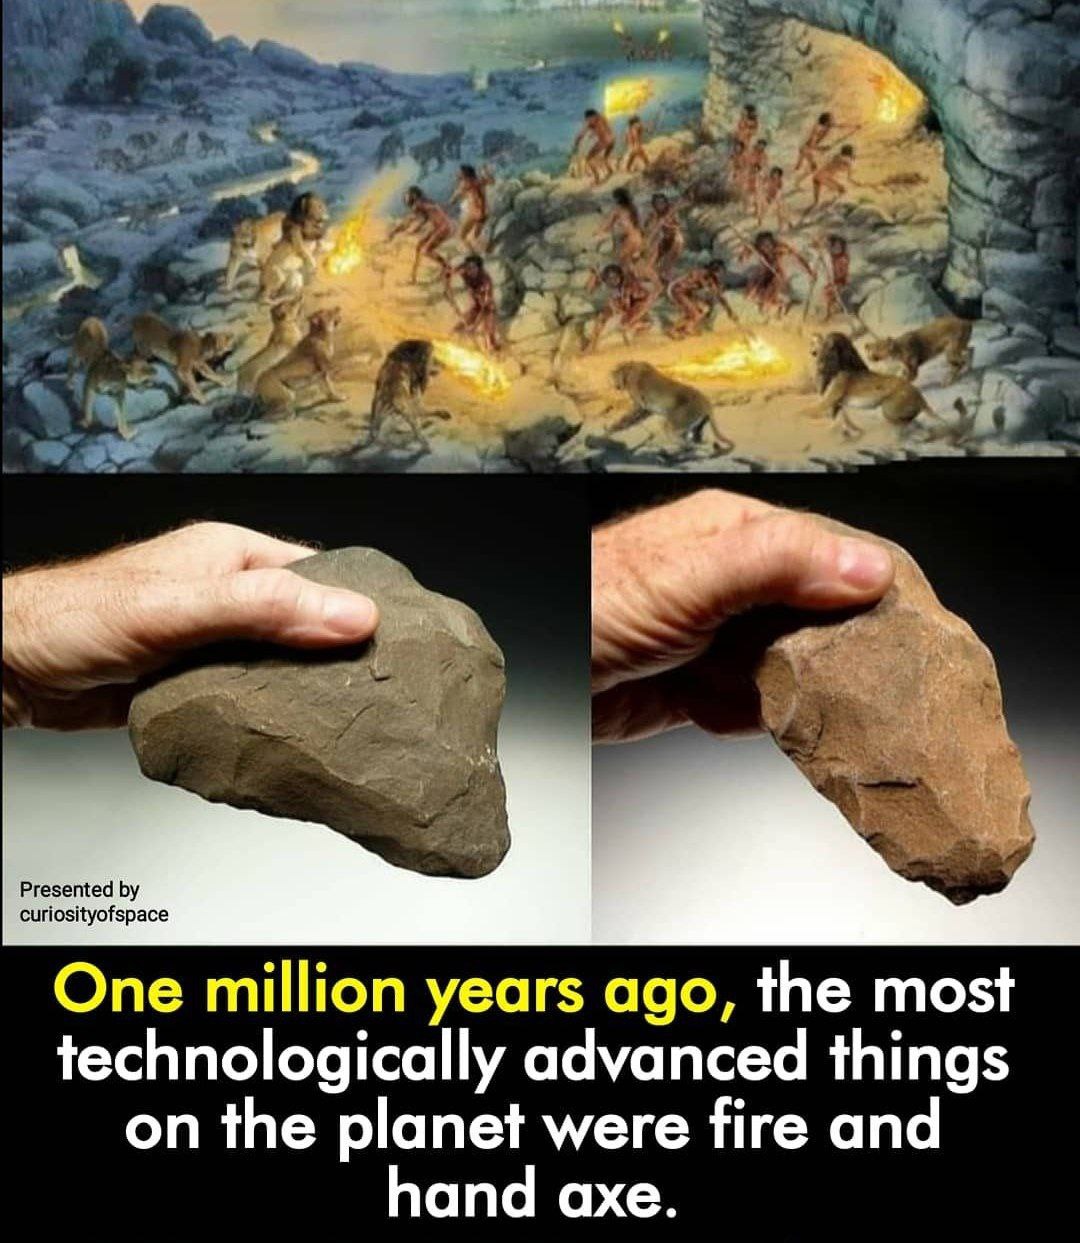 Presented by
curiosityofspace
One million years ago, the most
technologically advanced things
on the planet were fire and
hand axe.